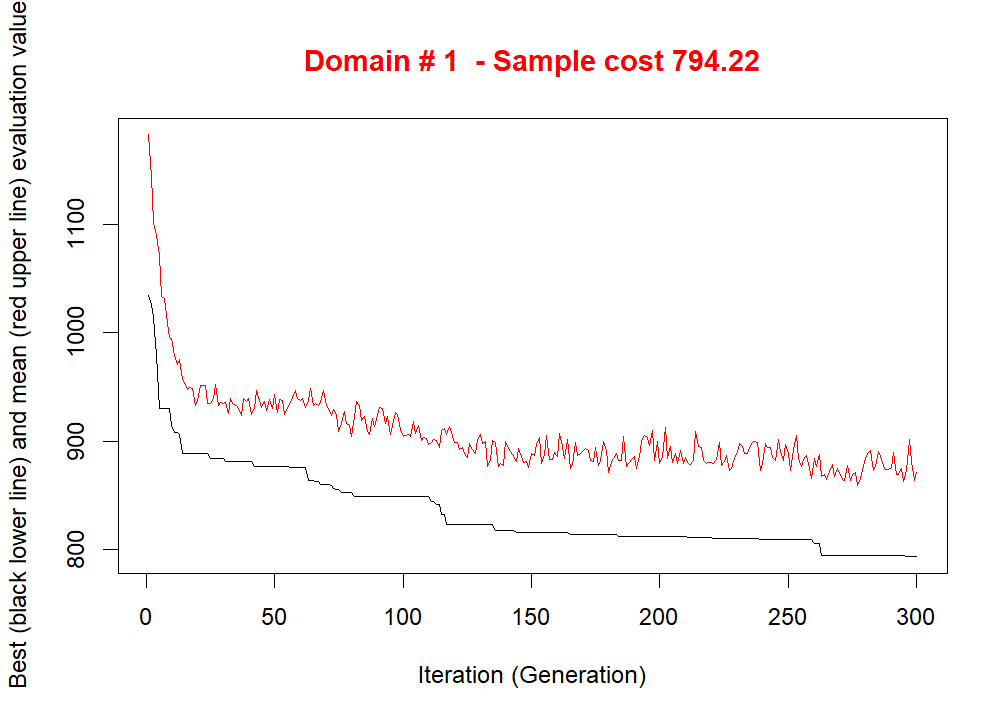 Domain # 1  - Sample cost 794.22
Best (black lower line) and mean (red upper line) evaluation value
1100
1000
900
800
0 50 100 150 200 250 300
Iteration (Generation)